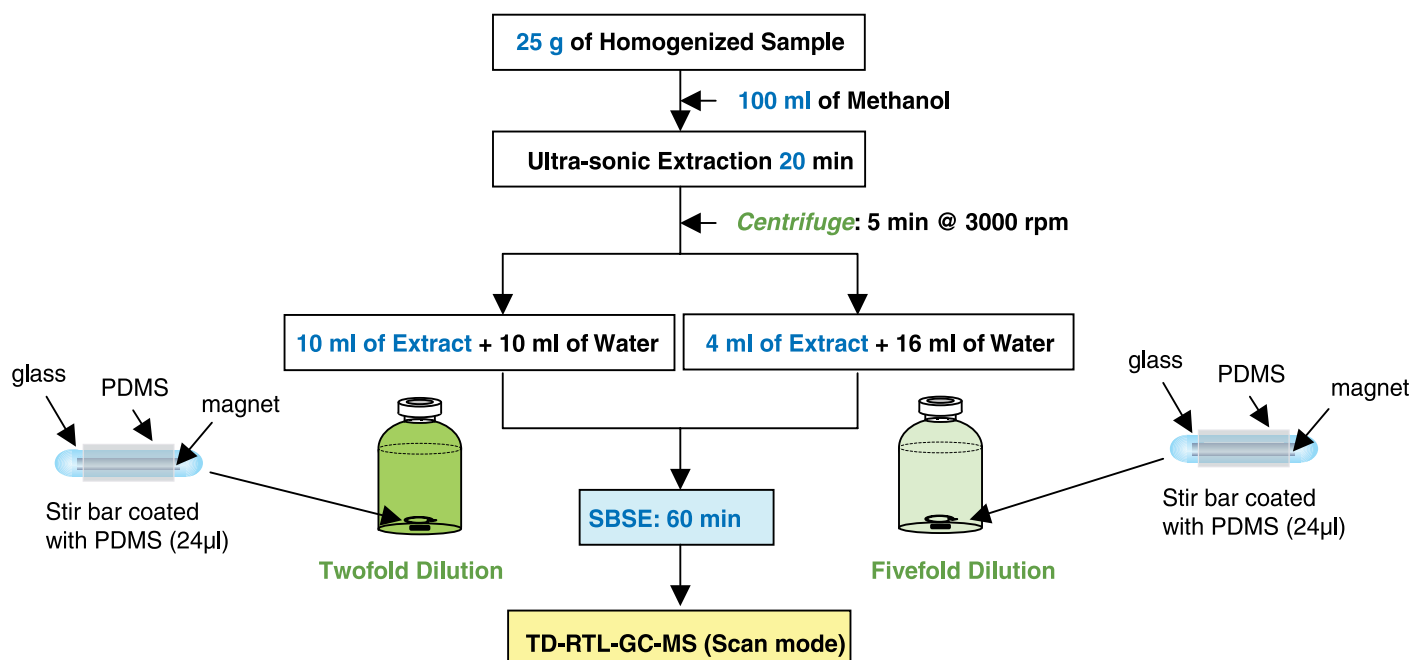 25 g of Homogenized Sample
100 ml of Methanol
Ultra-sonic Extraction 20 min
Centrifuge: 5 min @ 3000 rpm
10 ml of Extract + 10 ml of Water
4 ml of Extract + 16 ml of Water
glass
PDMS
magnet
Stir bar coated
with PDMS (24µl)
Twofold Dilution
SBSE: 60 min
glass
PDMS
magnet
Stir bar coated
with PDMS (24µl)
Fivefold Dilution
TD-RTL-GC-MS (Scan mode)